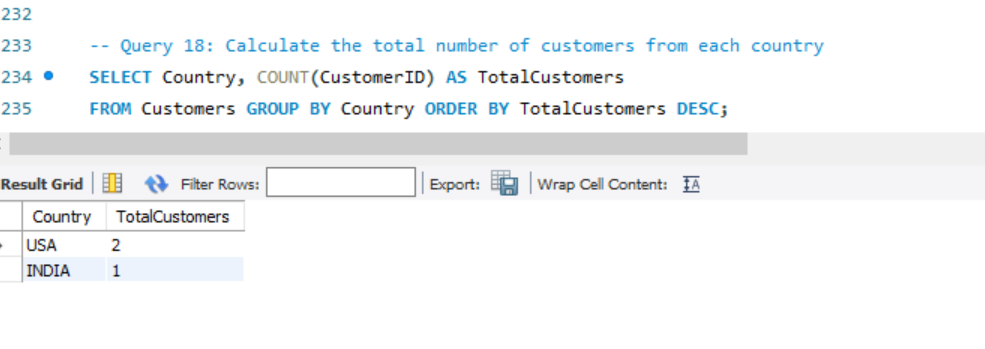 232
233 -- Query 18: Calculate the total number of customers from each country
234 SELECT Country, COUNT(CustomerID) AS TotalCustomers
235 FROM Customers GROUP BY Country ORDER BY TotalCustomers DESC;
Result Grid Filter Rows: Export: Wrap Cell Content: IA
Country TotalCustomers
USA 2
INDIA 1